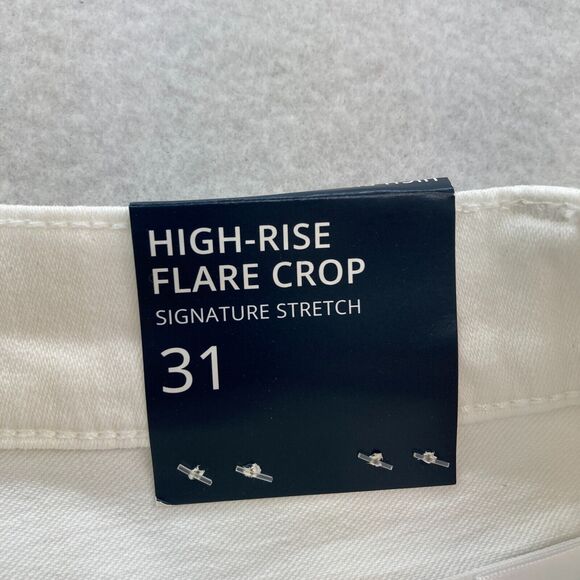 HIGH-RISE
FLARE CROP
SIGNATURE STRETCH
31